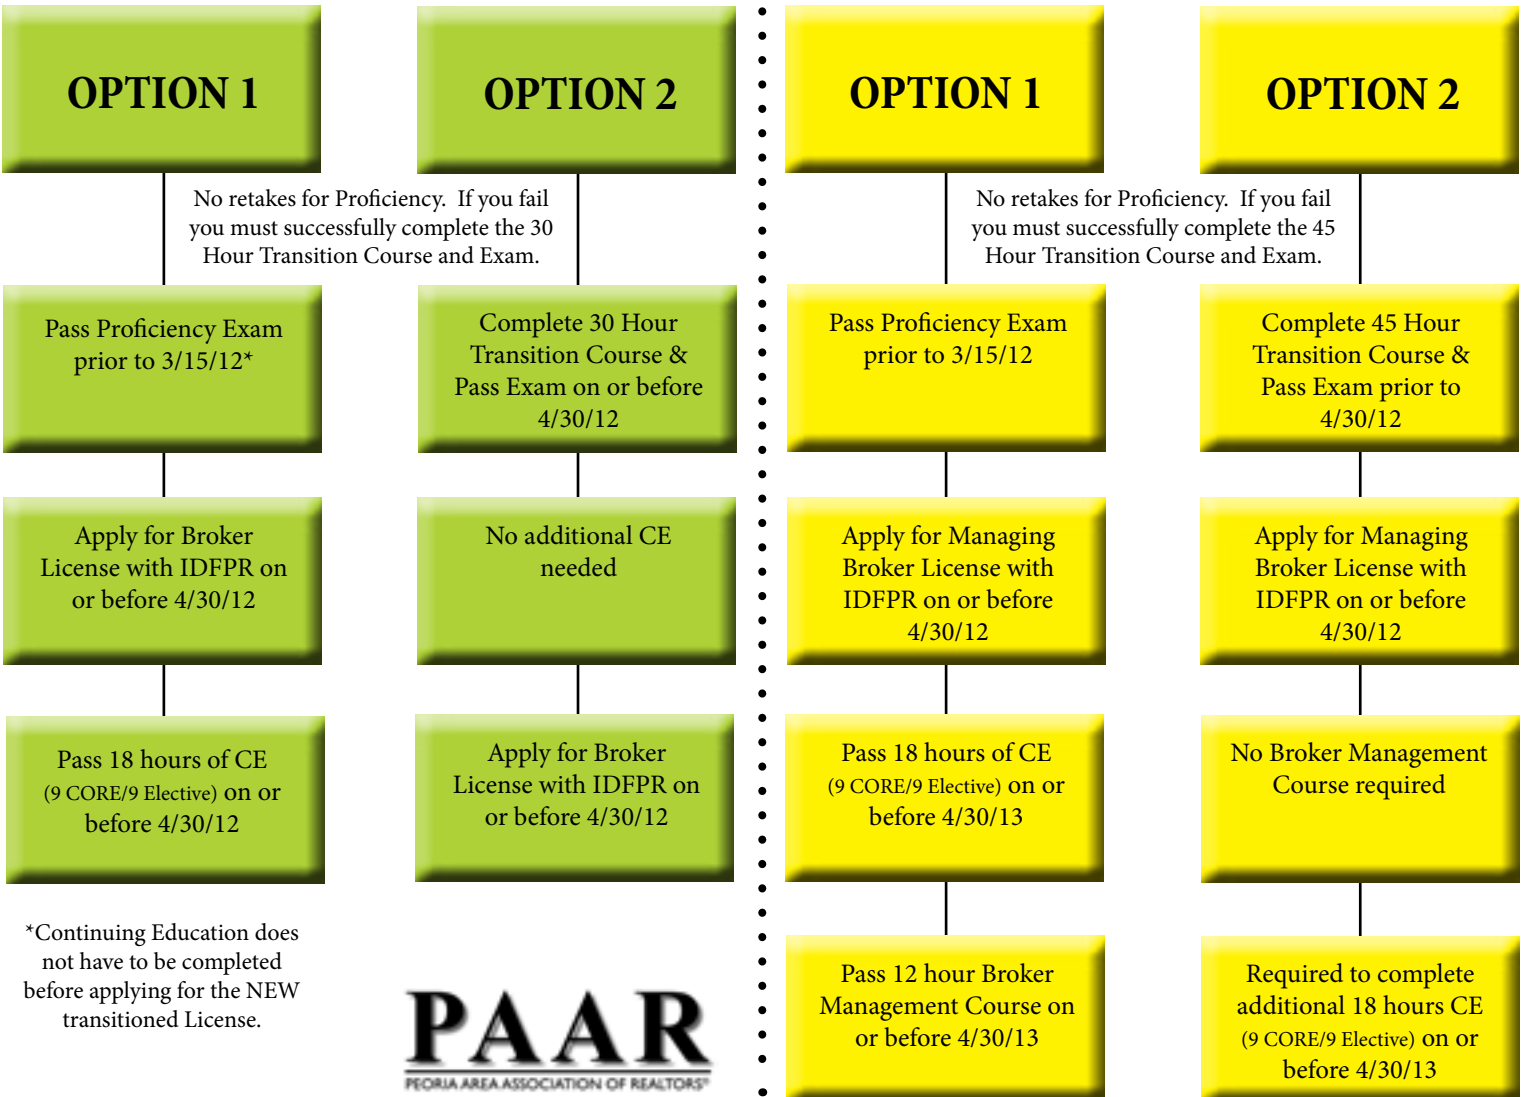 OPTION 1
No retakes for Proficiency. If you fail
you must successfully complete the 30
Hour Transition Course and Exam.
Pass Proficiency Exam
prior to 3/15/12*
Apply for Broker
License with IDFPR on
or before 4/30/12
Pass 18 hours of CE
(9 CORE/9 Elective) on or
before 4/30/12
*Continuing Education does
not have to be completed
before applying for the NEW
transitioned License.
OPTION 2
Complete 30 Hour
Transition Course &
Pass Exam on or before
4/30/12
No additional CE
needed
Apply for Broker
License with IDFPR on
or before 4/30/12
PAAR
PEORIA AREA ASSOCIATION OF REALTORS®
OPTION 1
No retakes for Proficiency. If you fail
you must successfully complete the 45
Hour Transition Course and Exam.
Pass Proficiency Exam
prior to 3/15/12
Apply for Managing
Broker License with
IDFPR on or before
4/30/12
Pass 18 hours of CE
(9 CORE/9 Elective) on or
before 4/30/13
Pass 12 hour Broker
Management Course on
or before 4/30/13
OPTION 2
Complete 45 Hour
Transition Course &
Pass Exam prior to
4/30/12
Apply for Managing
Broker License with
IDFPR on or before
4/30/12
No Broker Management
Course required
Required to complete
additional 18 hours CE
(9 CORE/9 Elective) on or
before 4/30/13